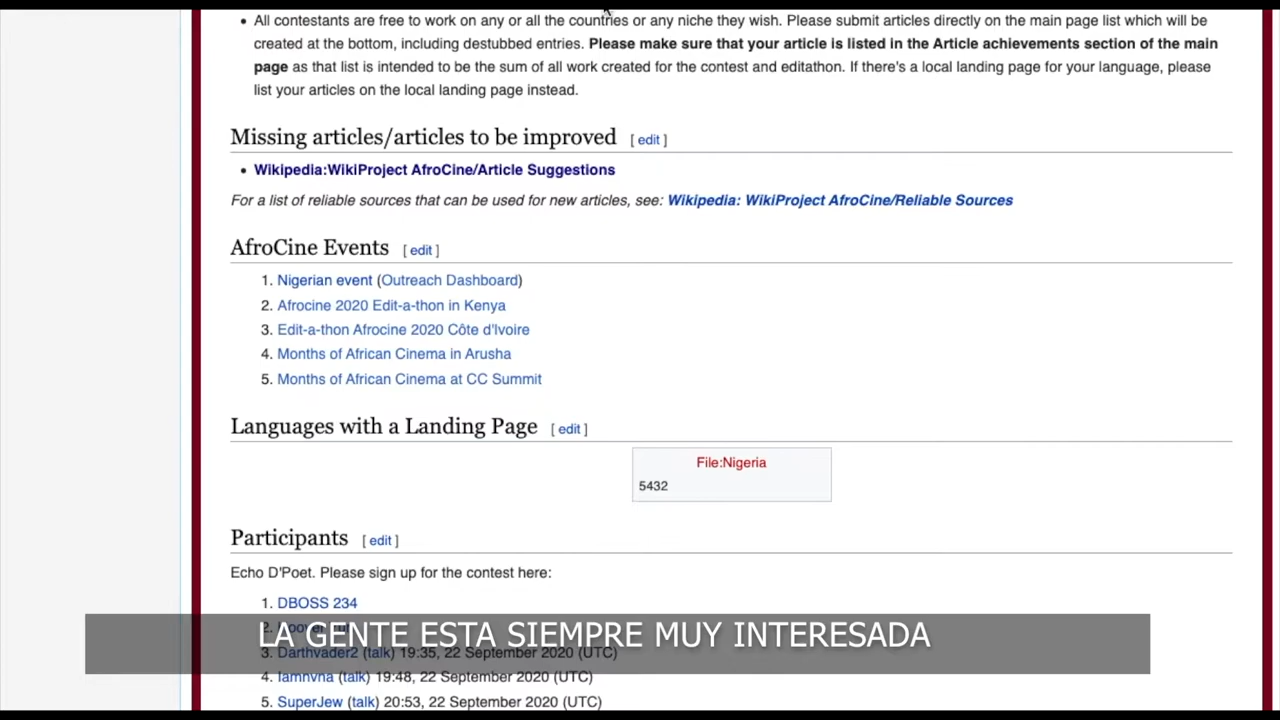 • All contestants are free to work on any or all the countries or any niche they wish. Please submit articles directly on the main page list which will be
created at the bottom, including destubbed entries. Please make sure that your article is listed in the Article achievements section of the main
page as that list is intended to be the sum of all work created for the contest and editathon. If there's a local landing page for your language, please
list your articles on the local landing page instead.
Missing articles/articles to be improved [ edit ]
• Wikipedia:WikiProject AfroCine/Article Suggestions
For a list of reliable sources that can be used for new articles, see: Wikipedia: WikiProject AfroCine/Reliable Sources
AfroCine Events [ edit ]
1. Nigerian event (Outreach Dashboard)
2. Afrocine 2020 Edit-a-thon in Kenya
3. Edit-a-thon Afrocine 2020 Côte d'Ivoire
4. Months of African Cinema in Arusha
5. Months of African Cinema at CC Summit
Languages with a Landing Page [ edit ]
File:Nigeria
5432
Participants [ edit ]
Echo D'Poet. Please sign up for the contest here:
1. DBOSS 234
2.
LA GENTE ESTA SIEMPRE MUY INTERESADA
3. Darthvader2 (talk) 19:35, 22 September 2020 (UTC)
4. Iamnvna (talk) 19:48, 22 September 2020 (UTC)
5. SuperJew (talk) 20:53, 22 September 2020 (UTC)